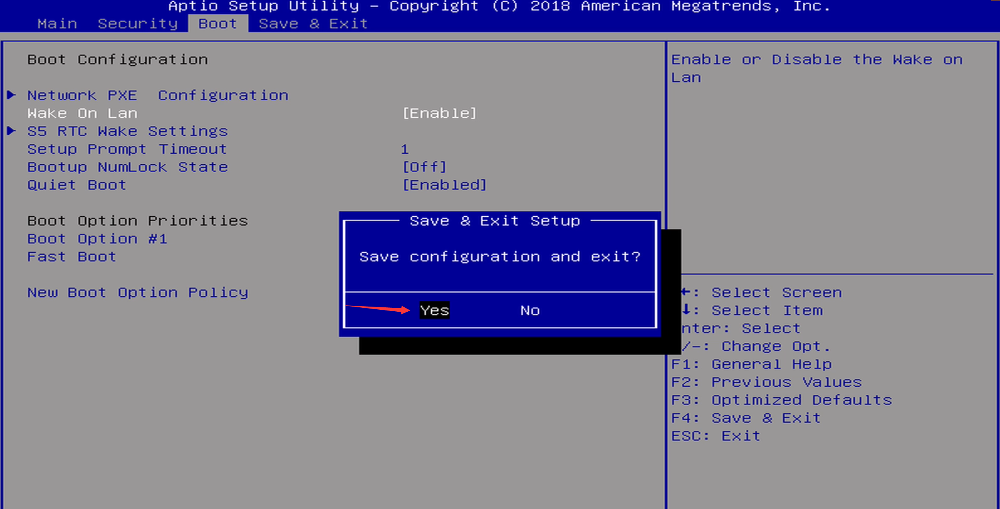 Aptio Setup Utility – Copyright (C) 2018 American Megatrends, Inc.
Main Security Boot Save & Exit
Boot Configuration
Network PXE Configuration
Wake On Lan [Enable]
S5 RTC Wake Settings
Setup Prompt Timeout 1
Bootup NumLock State [Off]
Quiet Boot [Enabled]
Boot Option Priorities
Boot Option #1
Fast Boot
New Boot Option Policy
Save & Exit Setup
Save configuration and exit?
Yes No
Enable or Disable the Wake on
Lan
←: Select Screen
↓: Select Item
nter: Select
/-: Change Opt.
F1: General Help
F2: Previous Values
F3: Optimized Defaults
F4: Save & Exit
ESC: Exit